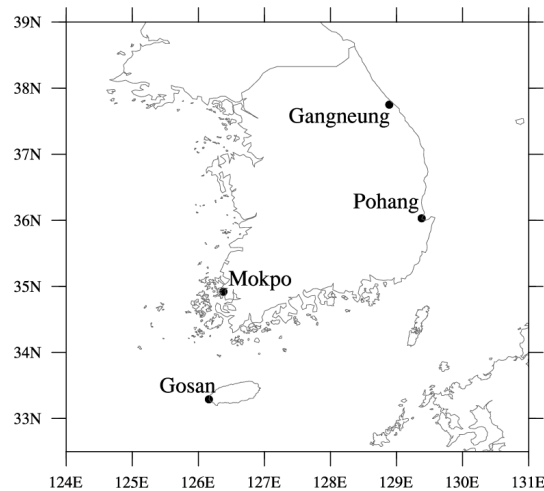 39N
38N
Gangneung
37N
Pohang
36N
Mokpo
35N
34N
Gosan
33N
124E 125E 126E 127E 128E 129E 130E 131E